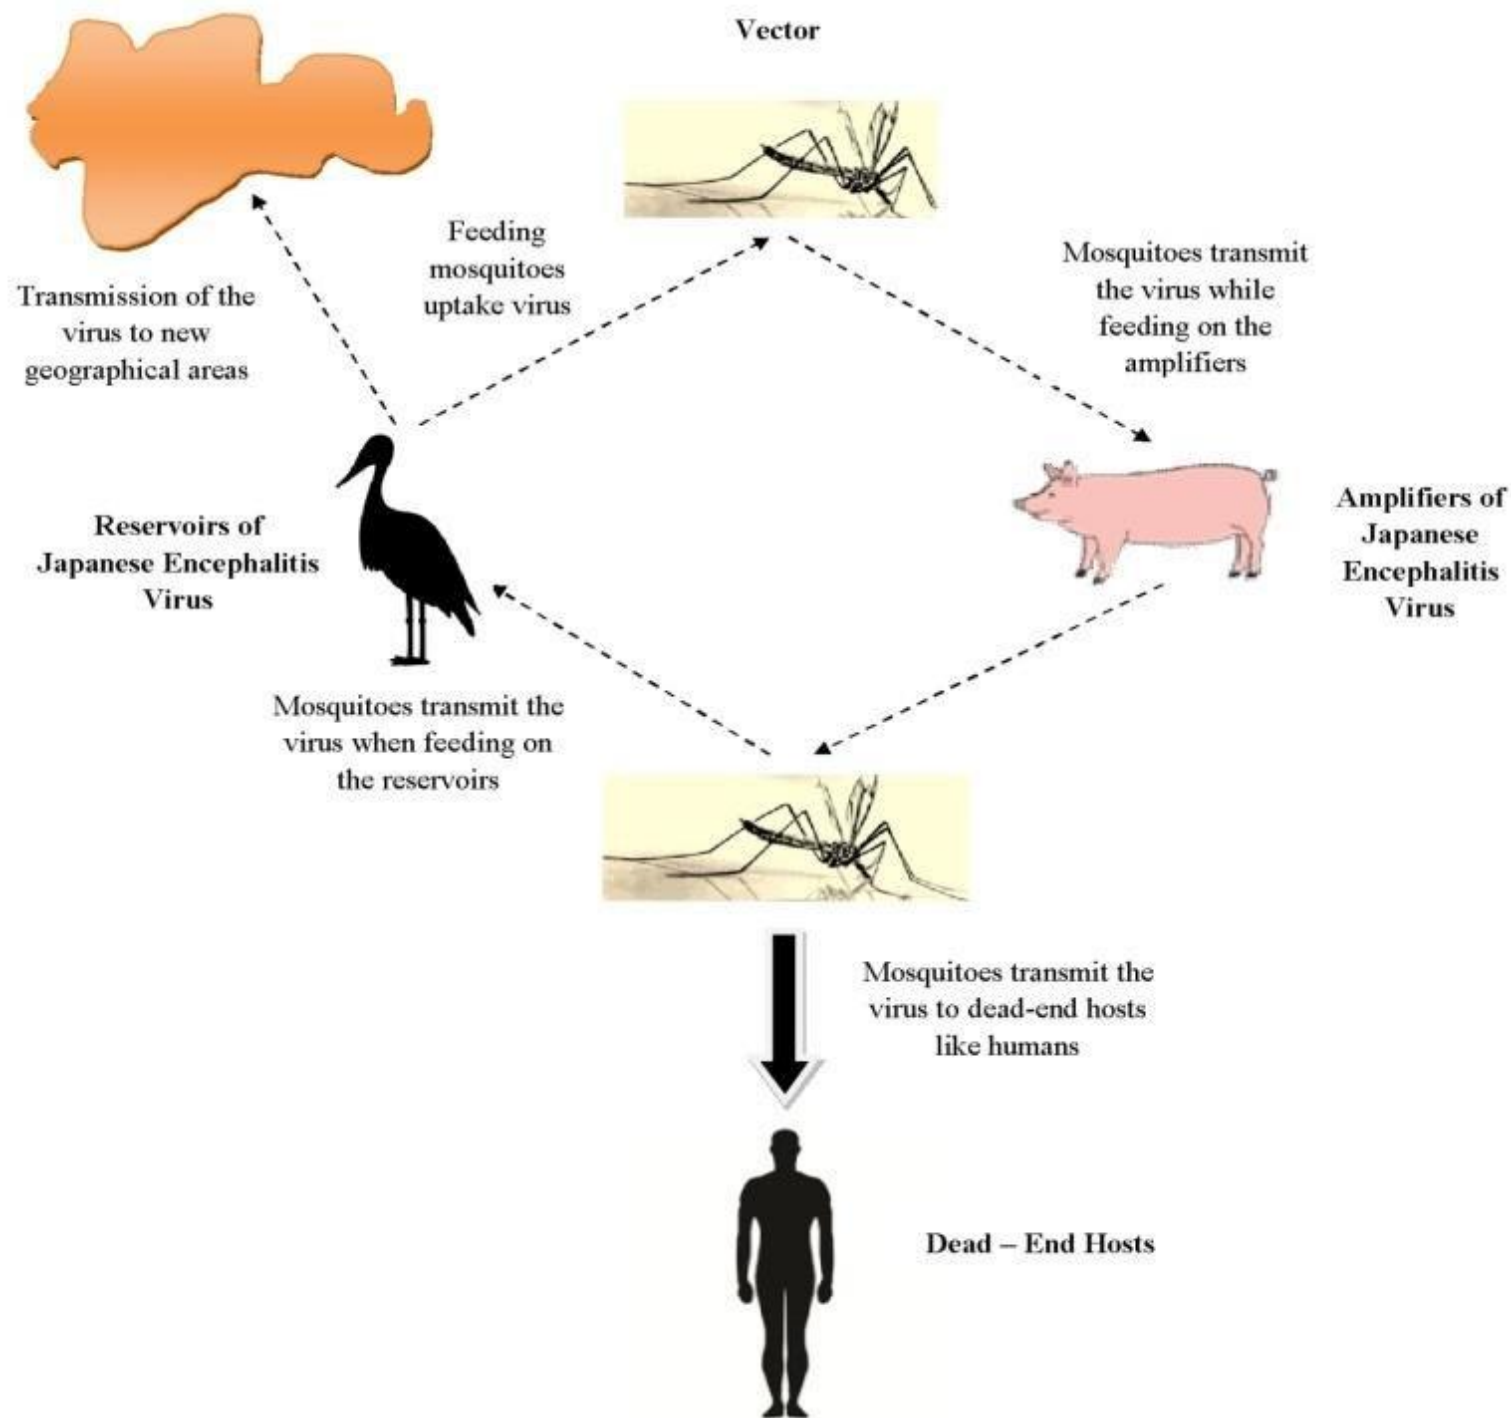 Vector
Feeding
mosquitoes
uptake virus
Mosquitoes transmit
the virus while
feeding on the
amplifiers
Transmission of the
virus to new
geographical areas
Reservoirs of
Japanese Encephalitis
Virus
Amplifiers of
Japanese
Encephalitis
Virus
Mosquitoes transmit the
virus when feeding on
the reservoirs
Mosquitoes transmit the
virus to dead-end hosts
like humans
Dead – End Hosts